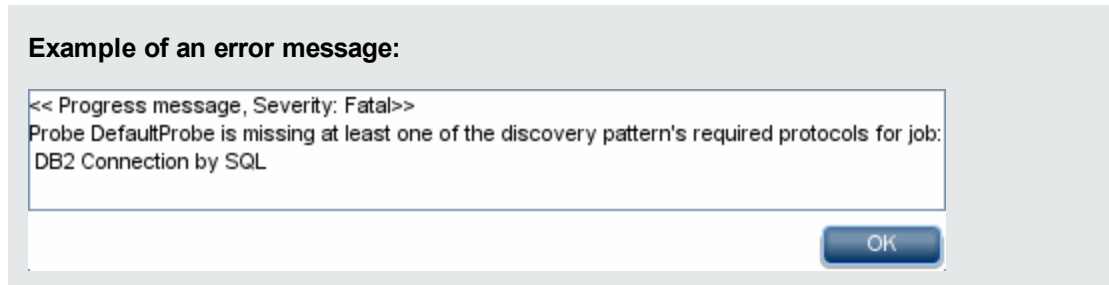 Example of an error message:
<< Progress message, Severity: Fatal>>
Probe DefaultProbe is missing at least one of the discovery pattern's required protocols for job:
DB2 Connection by SQL
OK